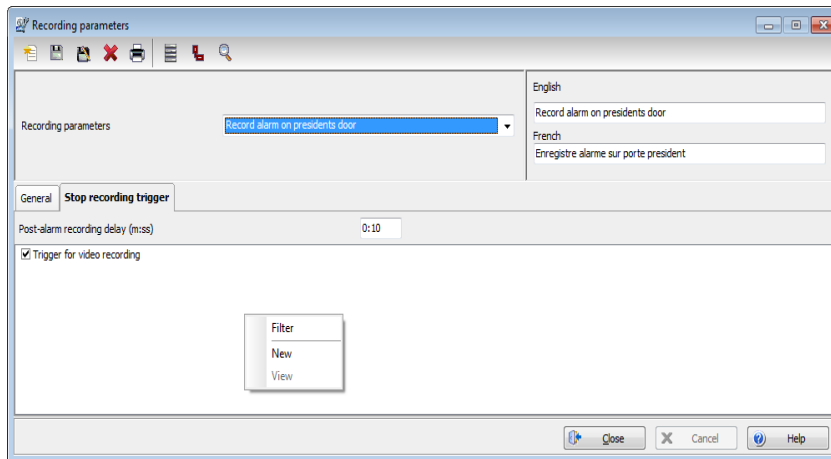 Recording parameters
English
Record alarm on presidents door
Recording parameters
Record alarm on presidents door
French
Enregistre alarme sur porte president
General
Stop recording trigger
Post-alarm recording delay (m:ss)
0:10
Trigger for video recording
Filter
New
View
Close
Cancel
Help